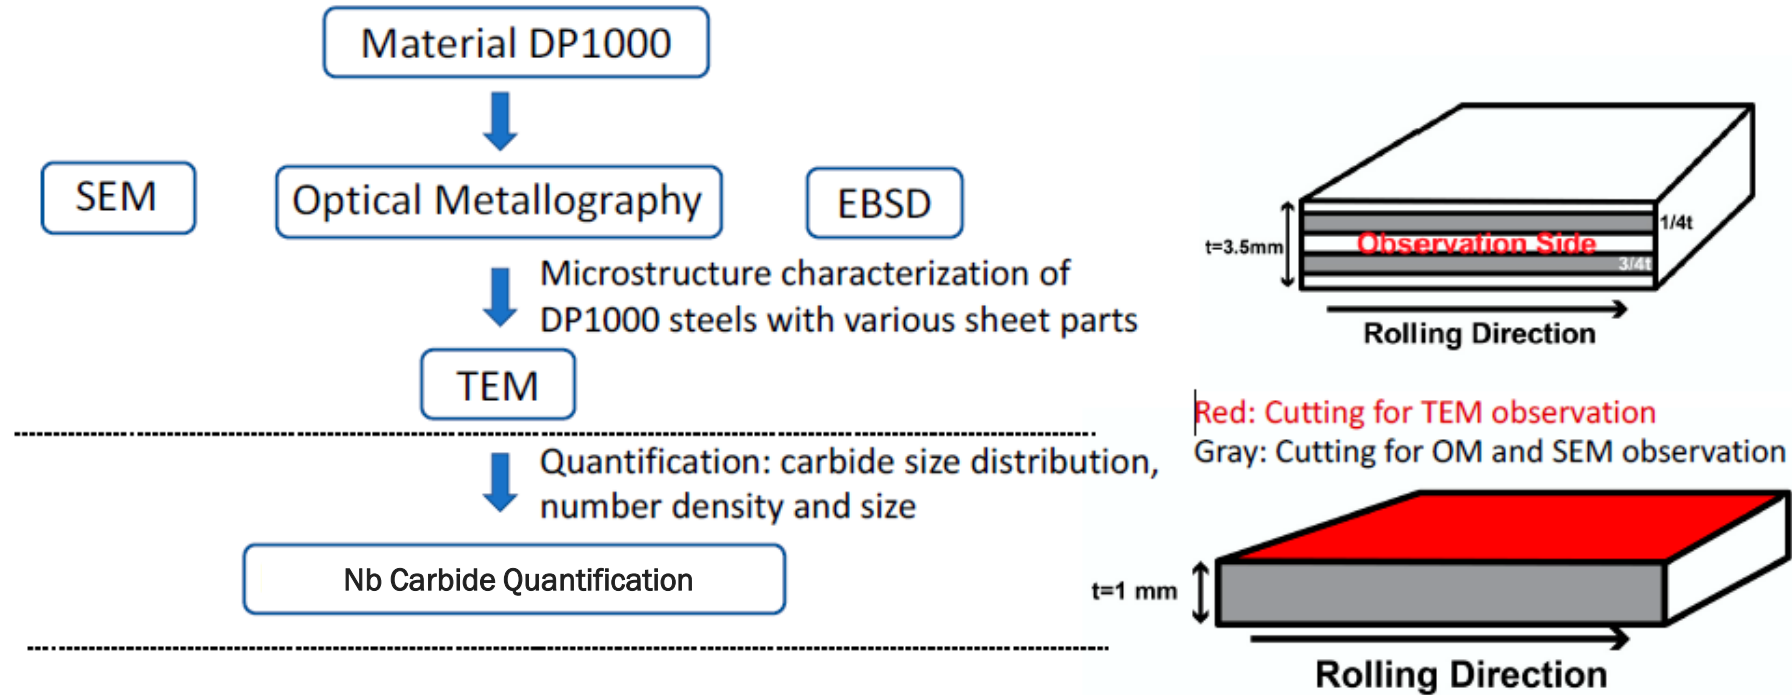 Material DP1000
SEM
Optical Metallography
EBSD
Microstructure characterization of
DP1000 steels with various sheet parts
TEM
Quantification: carbide size distribution,
number density and size
Nb Carbide Quantification
t=3.5mm
1/4t
Observation Side
3/4t
Rolling Direction
Red: Cutting for TEM observation
Gray: Cutting for OM and SEM observation
t=1 mm
Rolling Direction